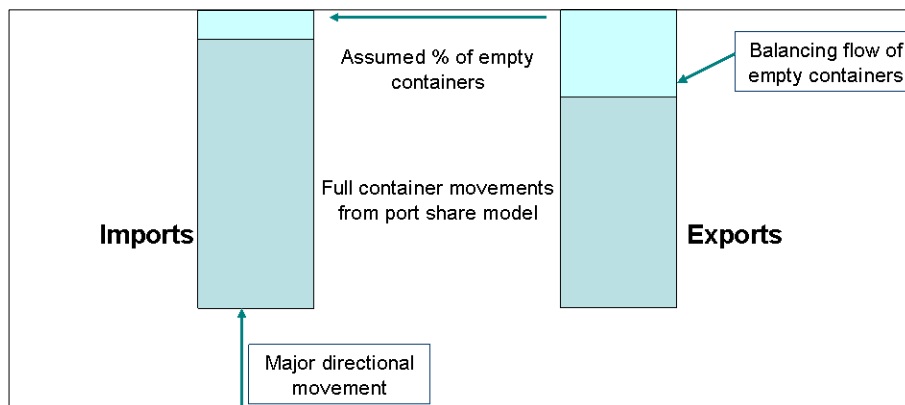 Assumed % of empty
containers
Balancing flow of
empty containers
Full container movements
from port share model
Imports
Exports
Major directional
movement